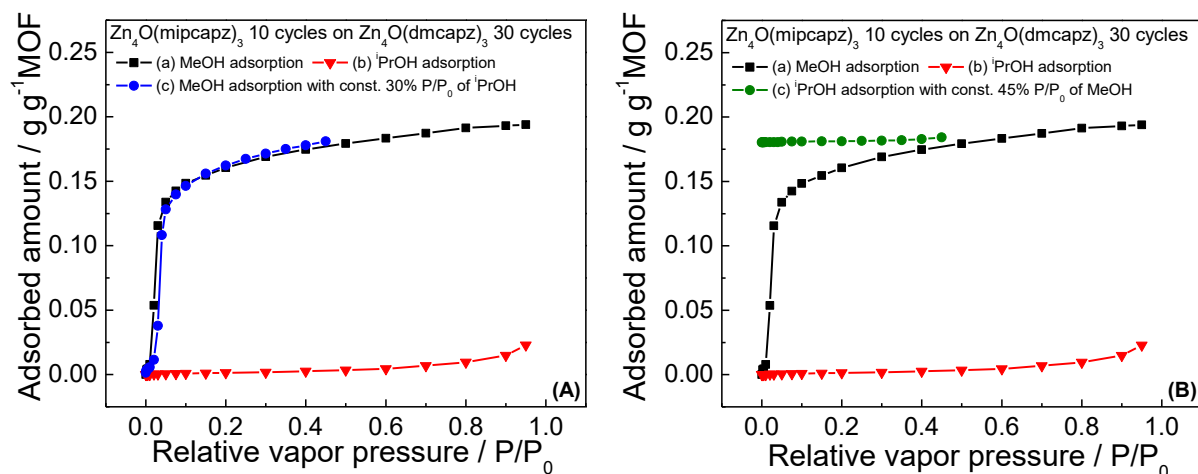 Zn4O(mipcapz)3 10 cycles on Zn4O(dmcapz)3 30 cycles
(a) MeOH adsorption (b) iPrOH adsorption
(c) MeOH adsorption with const. 30% P/P0 of iPrOH
0.25
0.20
0.15
0.10
0.05
0.00
Adsorbed amount / g g-1MOF
0.0 0.2 0.4 0.6 0.8 1.0
Relative vapor pressure / P/P0
(A)
Zn4O(mipcapz)3 10 cycles on Zn4O(dmcapz)3 30 cycles
(a) MeOH adsorption (b) iPrOH adsorption
(c) iPrOH adsorption with const. 45% P/P0 of MeOH
0.25
0.20
0.15
0.10
0.05
0.00
Adsorbed amount / g g-1MOF
0.0 0.2 0.4 0.6 0.8 1.0
Relative vapor pressure / P/P0
(B)